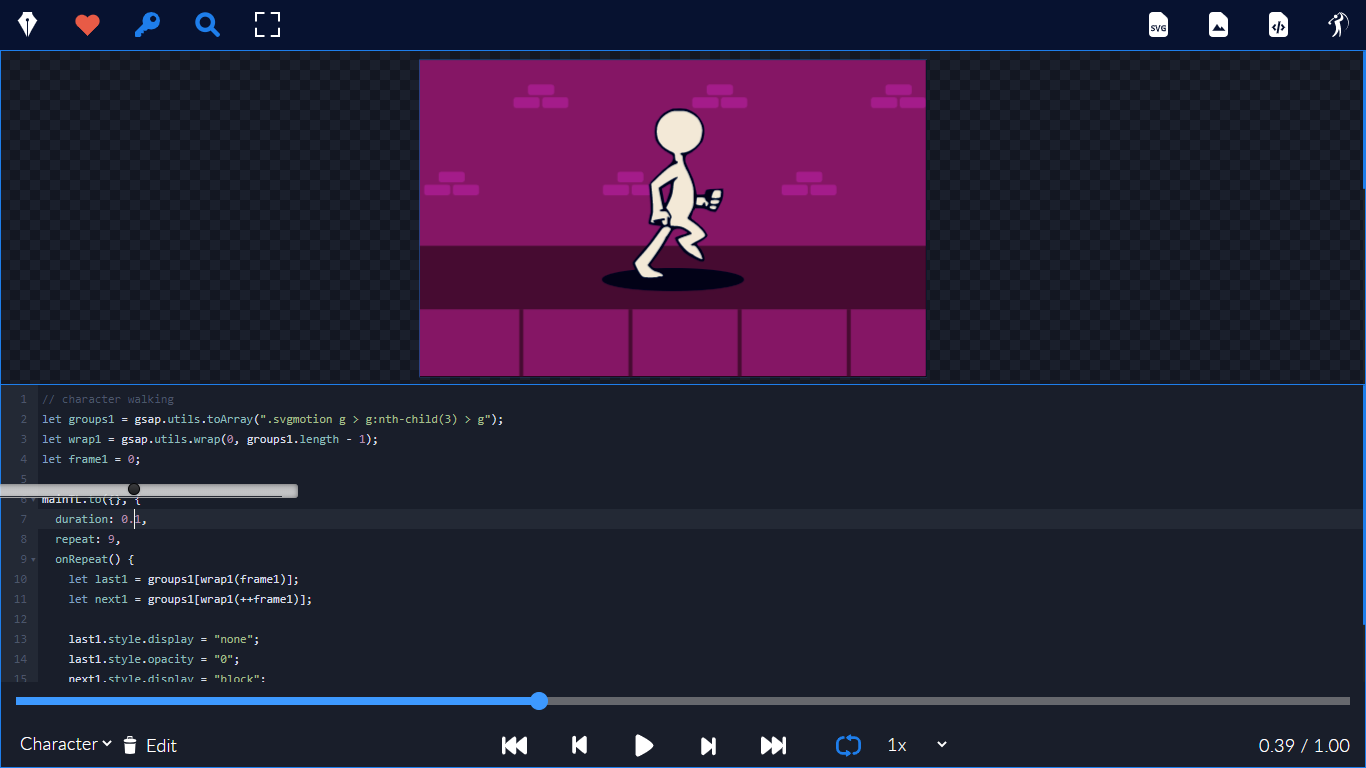 SVG
1 // character walking
2 let groups1 = gsap.utils.toArray(".svgmotion g > g:nth-child(3) > g");
3 let wrap1 = gsap.utils.wrap(0, groups1.length - 1);
4 let frame1 = 0;
5
6 mainTL.to({}, {
7 duration: 0.1,
8 repeat: 9,
9 onRepeat() {
10 let last1 = groups1[wrap1(frame1)];
11 let next1 = groups1[wrap1(++frame1)];
12
13 last1.style.display = "none";
14 last1.style.opacity = "0";
15 next1.style.display = "block";
Character Edit 1x 0.39 / 1.00